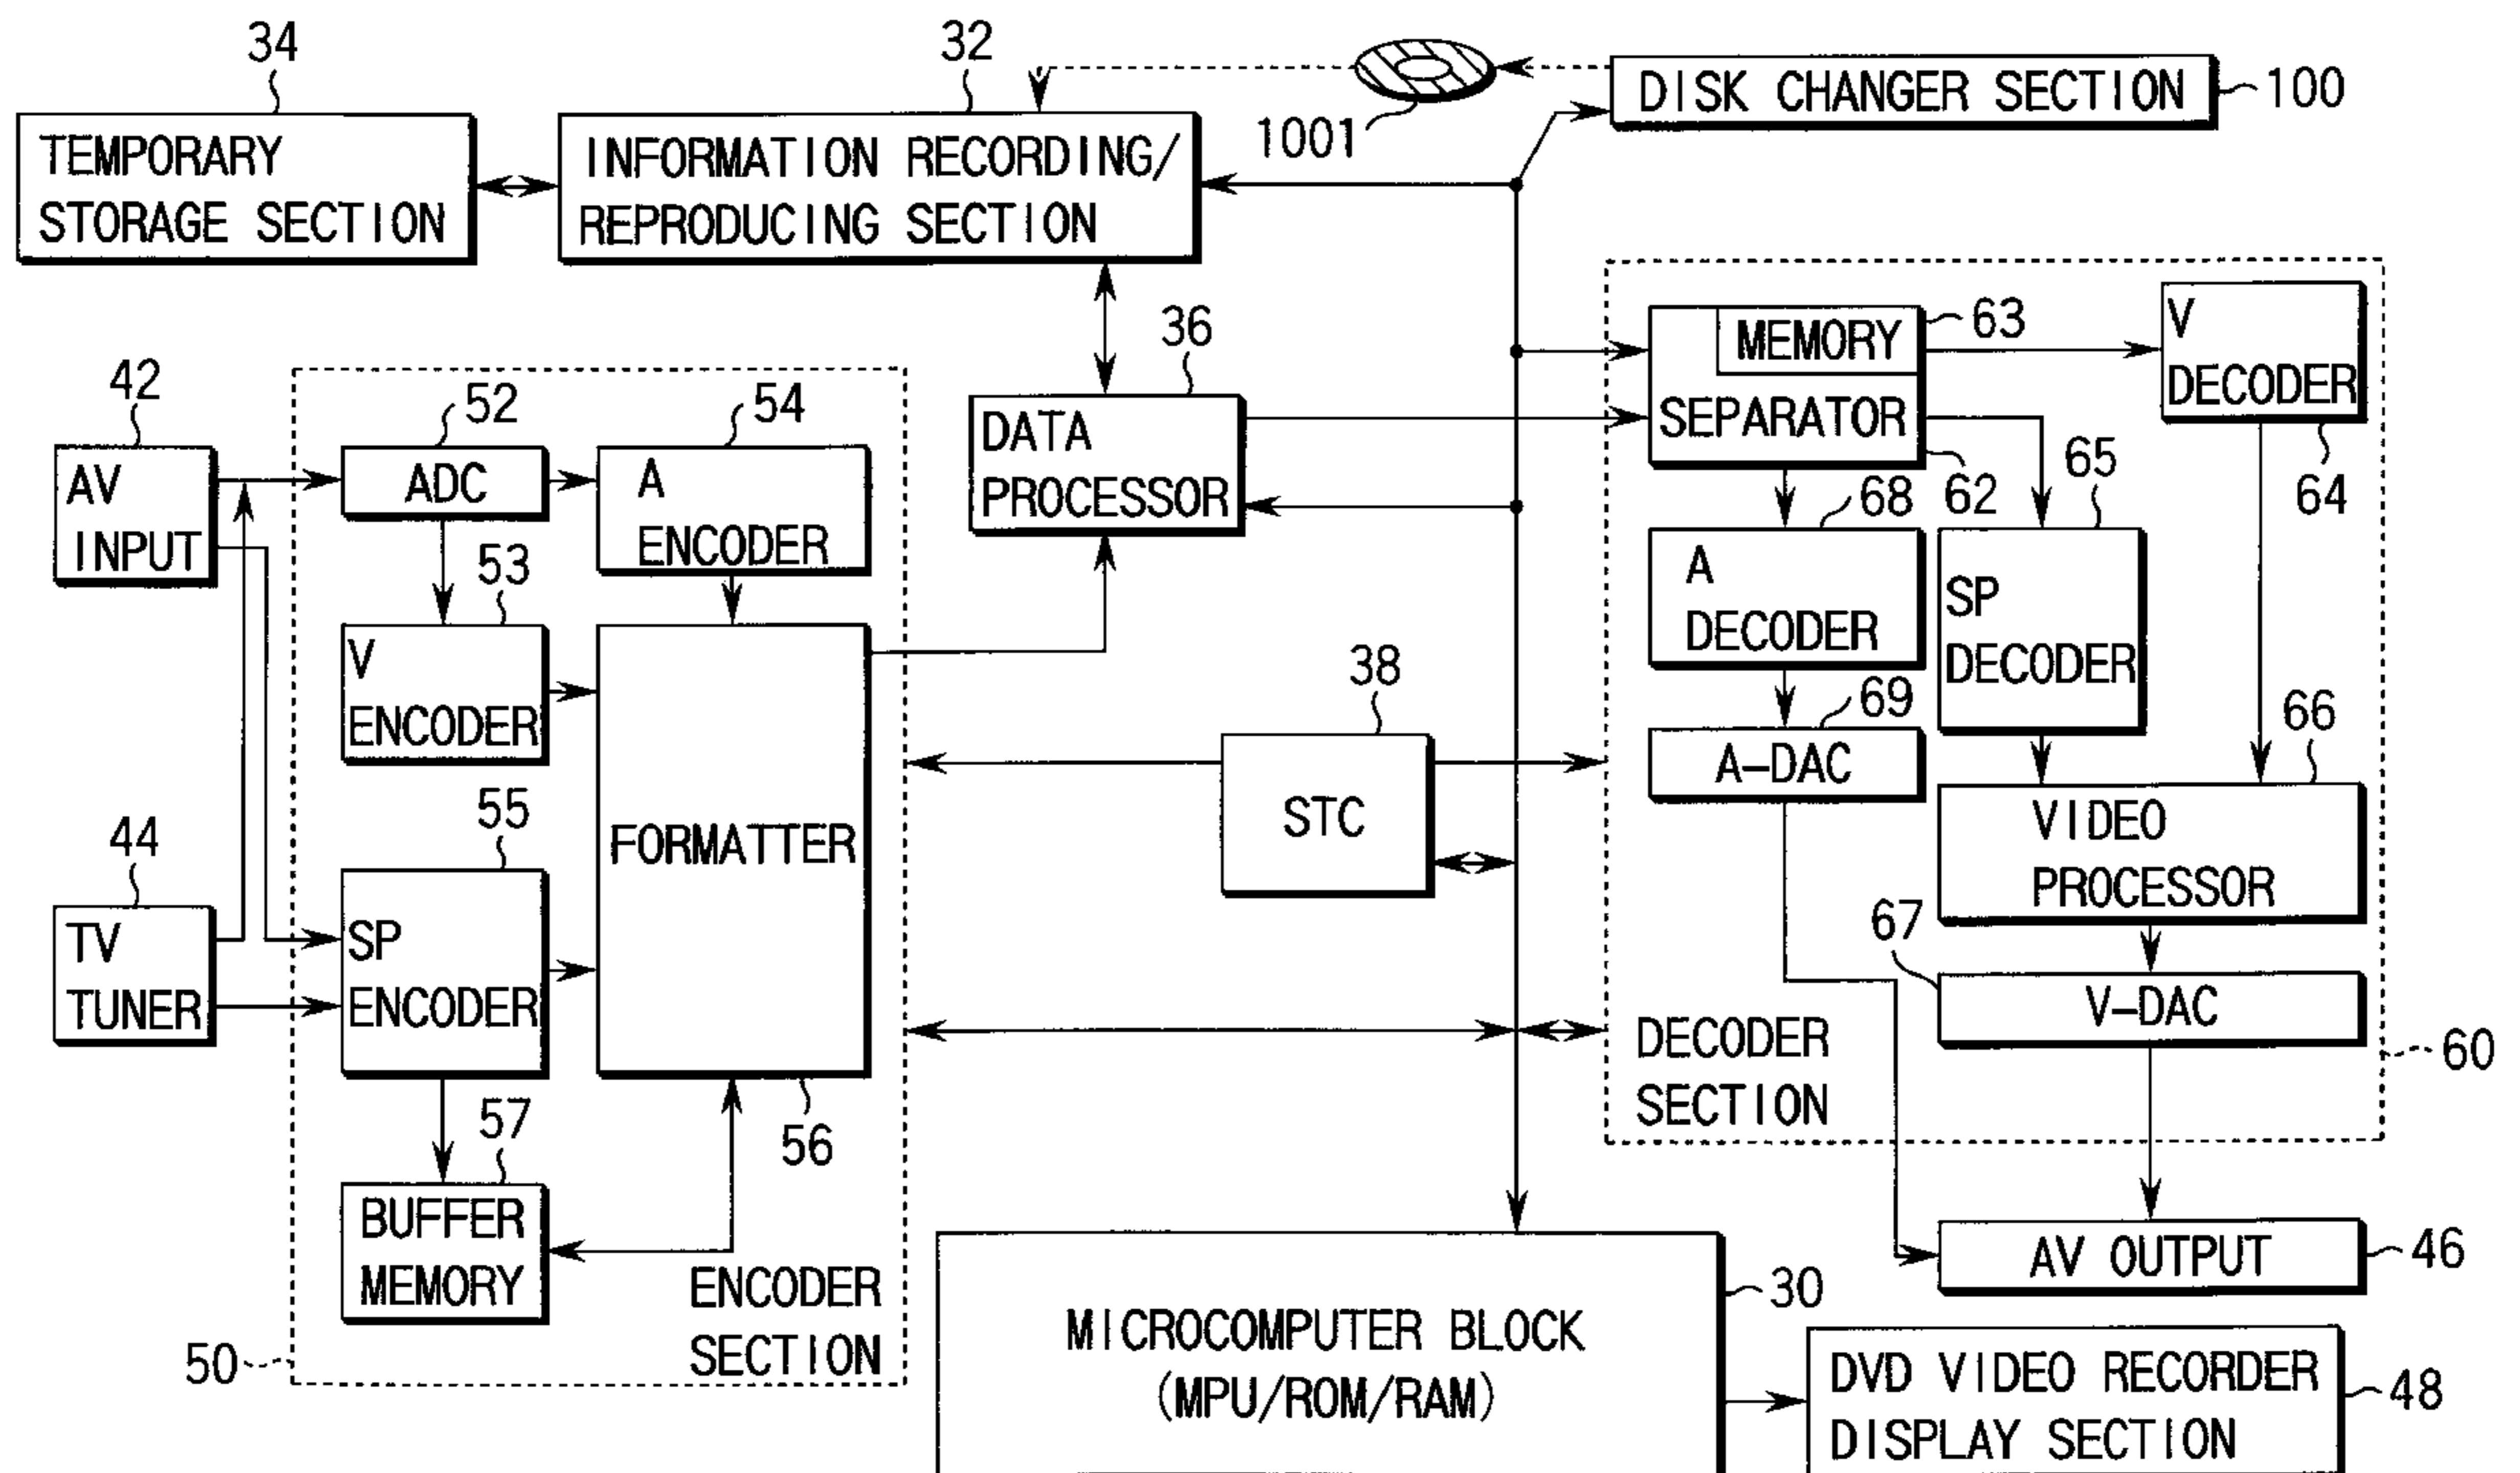 34
32
1001
DISK CHANGER SECTION
100
TEMPORARY
STORAGE SECTION
INFORMATION RECORDING/
REPRODUCING SECTION
36
DATA
PROCESSOR
42
AV
INPUT
44
TV
TUNER
52
ADC
54
A
ENCODER
53
V
ENCODER
55
SP
ENCODER
FORMATTER
56
57
BUFFER
MEMORY
ENCODER
SECTION
50
38
STC
MEMORY
63
SEPARATOR
62
V
DECODER
64
68
A
DECODER
65
SP
DECODER
69
A-DAC
66
VIDEO
PROCESSOR
67
V-DAC
DECODER
SECTION
60
AV OUTPUT
46
MICROCOMPUTER BLOCK
(MPU/ROM/RAM)
30
DVD VIDEO RECORDER
DISPLAY SECTION
48